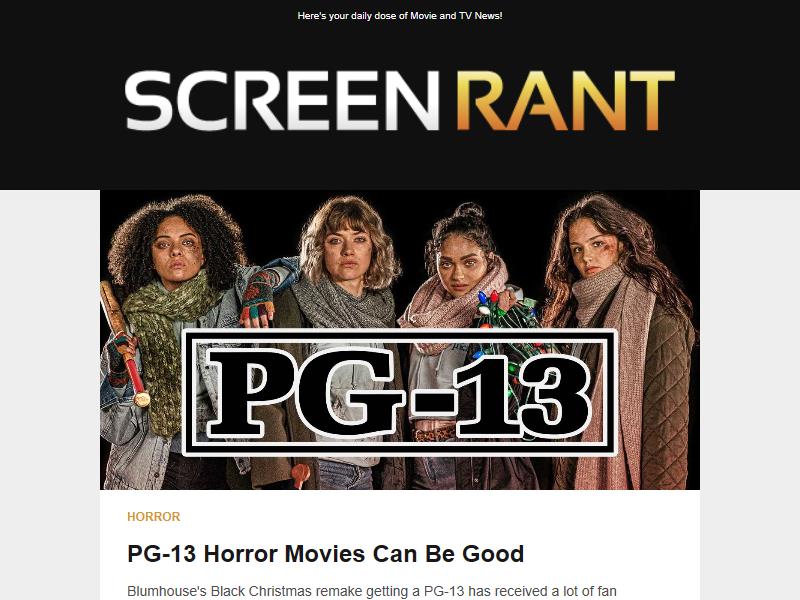 Here's your daily dose of Movie and TV News!
SCREEN RANT
PG-13
HORROR
PG-13 Horror Movies Can Be Good
Blumhouse's Black Christmas remake getting a PG-13 has received a lot of fan